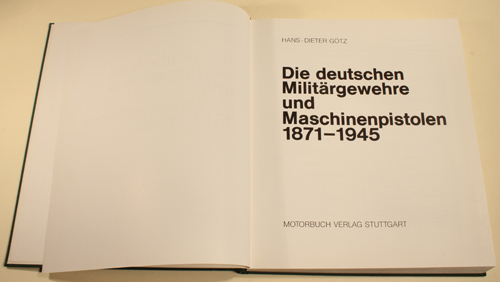 HANS-DIETER GÖTZ
Die deutschen
Militärgewehre
und
Maschinenpistolen
1871–1945
MOTORBUCH VERLAG STUTTGART